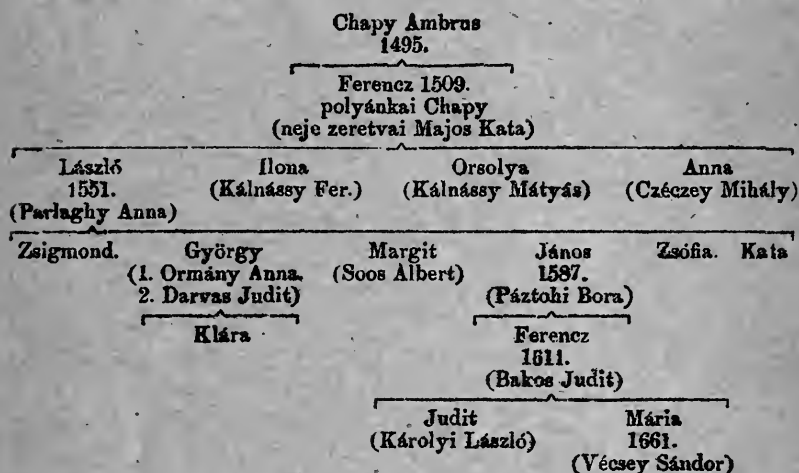 Chapy Ambrus
1495.
Ferencz 1509.
polyánkai Chapy
(neje zeretvai Majos Kata)
László Ilona Orsolya Anna
1551. (Kálnássy Fer.) (Kálnássy Mátyás) (Czéczey Mihály)
(Parlaghy Anna)
Zsigmond. György Margit János Zsófia. Kata
(1. Ormány Anna. (Soos Albert) 1587.
2. Darvas Judit) (Páztohi Bora)
Klára Ferencz
1611.
(Bakos Judit)
Judit Mária
(Károlyi László) 1661.
(Vécsey Sándor)